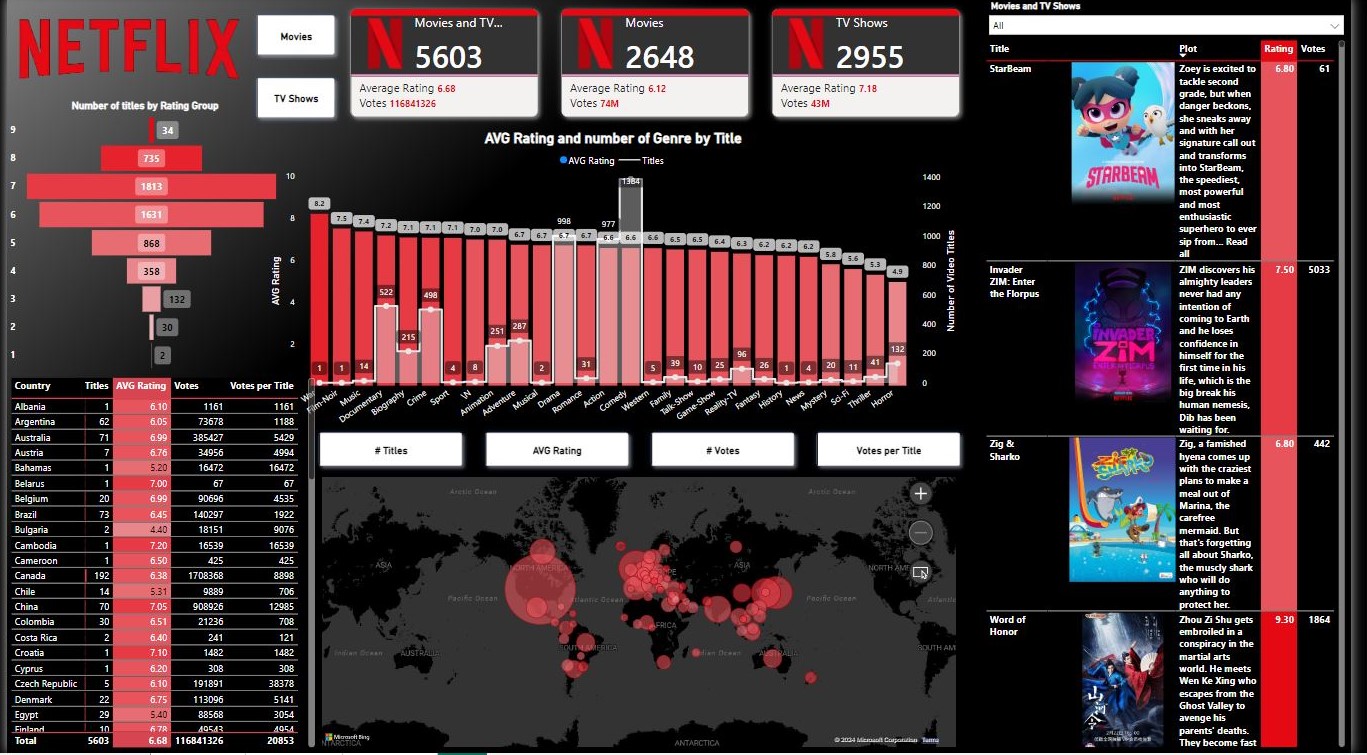 NETFLIX
Movies
TV Shows
Movies and TV...
5603
Average Rating 6.68
Votes 116841326
Movies
2648
Average Rating 6.12
Votes 74M
TV Shows
2955
Average Rating 7.18
Votes 43M
Number of titles by Rating Group
9 34
8 735
7 1813
6 1631
5 868
4 358
3 132
2 30
1 2
AVG Rating and number of Genre by Title
AVG Rating Titles
AVG Rating
10
8
6
4
2
8.2 7.5 7.4 7.2 7.1 7.1 7.1 7.0 7.0 6.7 6.7 6.7 6.7 6.6 6.6 6.6 6.5 6.5 6.4 6.3 6.2 6.2 6.2 5.8 5.6 5.3 4.9
1 1 14 522 215 498 4 8 251 287 2 998 31 977 1384 5 39 10 25 96 26 1 4 20 11 41 132
Film-Noir Music Documentary Biography Crime Sport \N Animation Adventure Musical Drama Romance Action Comedy Western Family Talk-Show Game-Show Reality-TV Fantasy History News Mystery Sci-Fi Thriller Horror
1400
1200
1000
800
600
400
200
0
Number of Video Titles
Country Titles AVG Rating Votes Votes per Title
Albania 1 6.10 1161 1161
Argentina 62 6.05 73678 1188
Australia 71 6.99 385427 5429
Austria 7 6.76 34956 4994
Bahamas 1 5.20 16472 16472
Belarus 1 7.00 67 67
Belgium 20 6.99 90696 4535
Brazil 73 6.45 140297 1922
Bulgaria 2 4.40 18151 9076
Cambodia 1 7.20 16539 16539
Cameroon 1 6.50 425 425
Canada 192 6.38 1708368 8898
Chile 14 5.31 9889 706
China 70 7.05 908926 12985
Colombia 30 6.51 21236 708
Costa Rica 2 6.40 241 121
Croatia 1 7.10 1482 1482
Cyprus 1 6.20 308 308
Czech Republic 5 6.10 191891 38378
Denmark 22 6.75 113096 5141
Egypt 29 5.40 88568 3054
Finland 10 6.78 49543 4954
Total 5603 6.68 116841326 20853
# Titles
AVG Rating
# Votes
Votes per Title
Arctic Ocean
Arctic Ocean
ASIA
NORTH AMERICA
ASIA
Pacific Ocean
Atlantic Ocean
Pacific Ocean
AFRICA
Indian Ocean
AUSTRALIA
SOUTH AMERICA
Indian Ocean
AUSTRALIA
SOUTH AM
ANTARCTICA
Microsoft Bing
© 2024 Microsoft Corporation Terms
Movies and TV Shows
All
Title Plot Rating Votes
StarBeam
STARBEAM
Zoey is excited to
tackle second
grade, but when
danger beckons,
she sneaks away
and with her
signature call out
and transforms
into StarBeam,
the speediest,
most powerful
and most
enthusiastic
superhero to ever
sip from... Read
all
6.80 61
Invader
ZIM: Enter
the Florpus
INVADER
ZIM
ZIM discovers his
almighty leaders
never had any
intention of
coming to Earth
and he loses
confidence in
himself for the
first time in his
life, which is the
big break his
human nemesis,
Dib has been
waiting for.
7.50 5033
Zig &
Sharko
Zig, a famished
hyena comes up
with the craziest
plans to make a
meal out of
Marina, the
carefree
mermaid. But
that's forgetting
all about Sharko,
the muscly shark
who will do
anything to
protect her.
6.80 442
Word of
Honor
山河令
Zhou Zi Shu gets
embroiled in a
conspiracy in the
martial arts
world. He meets
Wen Ke Xing who
escapes from the
Ghost Valley to
avenge his
parents' deaths.
They become fast
9.30 1864